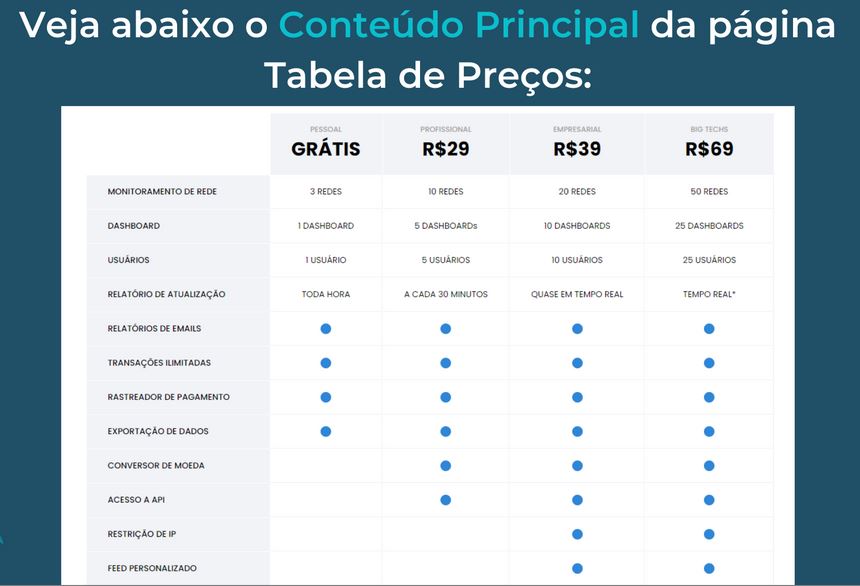 Veja abaixo o Conteúdo Principal da página
Tabela de Preços:
PESSOAL PROFISSIONAL EMPRESARIAL BIG TECHS
GRÁTIS R$29 R$39 R$69
MONITORAMENTO DE REDE 3 REDES 10 REDES 20 REDES 50 REDES
DASHBOARD 1 DASHBOARD 5 DASHBOARDs 10 DASHBOARDS 25 DASHBOARDS
USUÁRIOS 1 USUÁRIO 5 USUÁRIOS 10 USUÁRIOS 25 USUÁRIOS
RELATÓRIO DE ATUALIZAÇÃO TODA HORA A CADA 30 MINUTOS QUASE EM TEMPO REAL TEMPO REAL*
RELATÓRIOS DE EMAILS
TRANSAÇÕES ILIMITADAS
RASTREADOR DE PAGAMENTO
EXPORTAÇÃO DE DADOS
CONVERSOR DE MOEDA
ACESSO A API
RESTRIÇÃO DE IP
FEED PERSONALIZADO